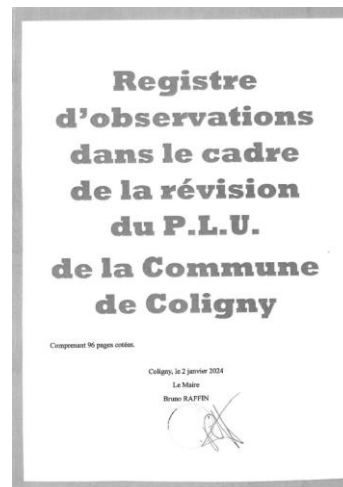 Registre
d'observations
dans le cadre
de la révision
du P.L.U.
de la Commune
de Coligny
Comprenant 96 pages cotées.
Coligny, le 2 janvier 2024
Le Maire
Bruno RAFFIN